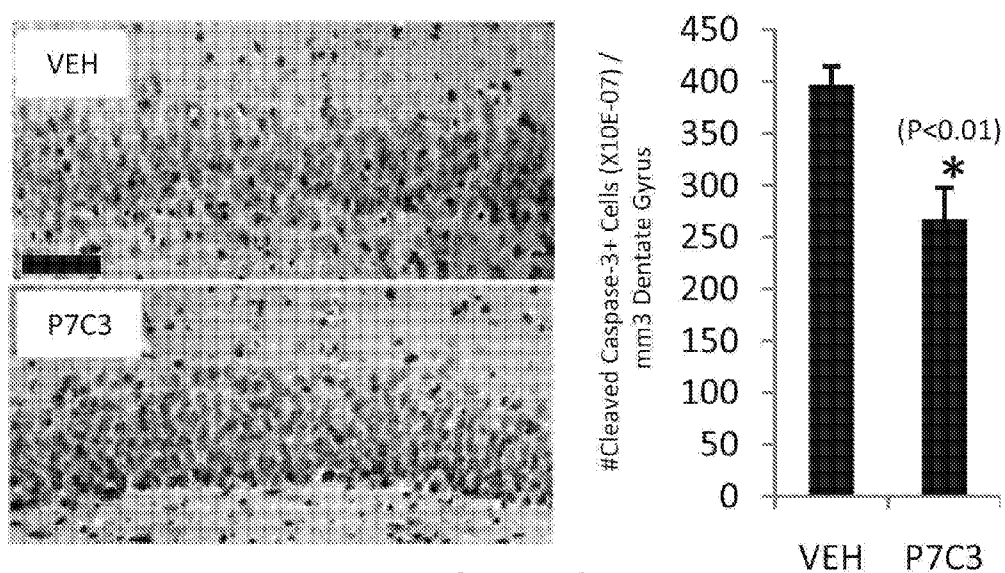 VEH
P7C3
#Cleaved Caspase-3+ Cells (X10E-07) /
mm3 Dentate Gyrus
450
400
350
300
250
200
150
100
50
0
(P<0.01)
*
VEH P7C3